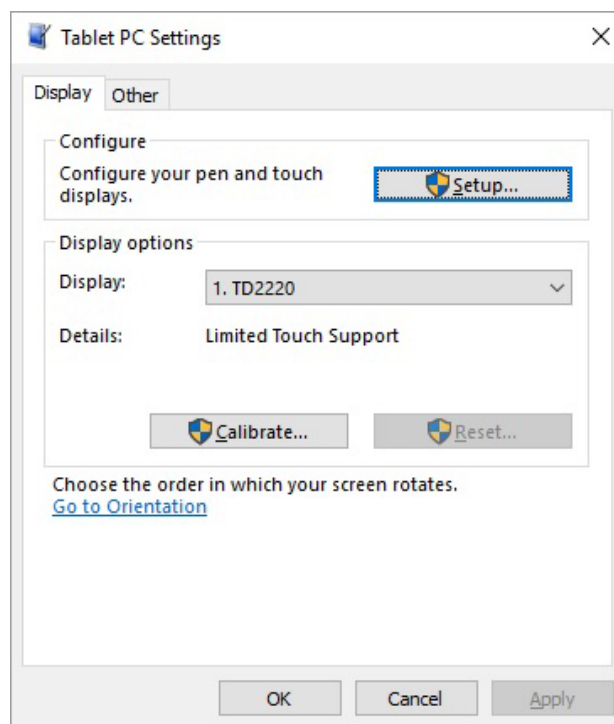 Tablet PC Settings
Display
Other
Configure
Configure your pen and touch
displays.
Setup...
Display options
Display:
1. TD2220
Details:
Limited Touch Support
Calibrate...
Reset...
Choose the order in which your screen rotates.
Go to Orientation
OK
Cancel
Apply